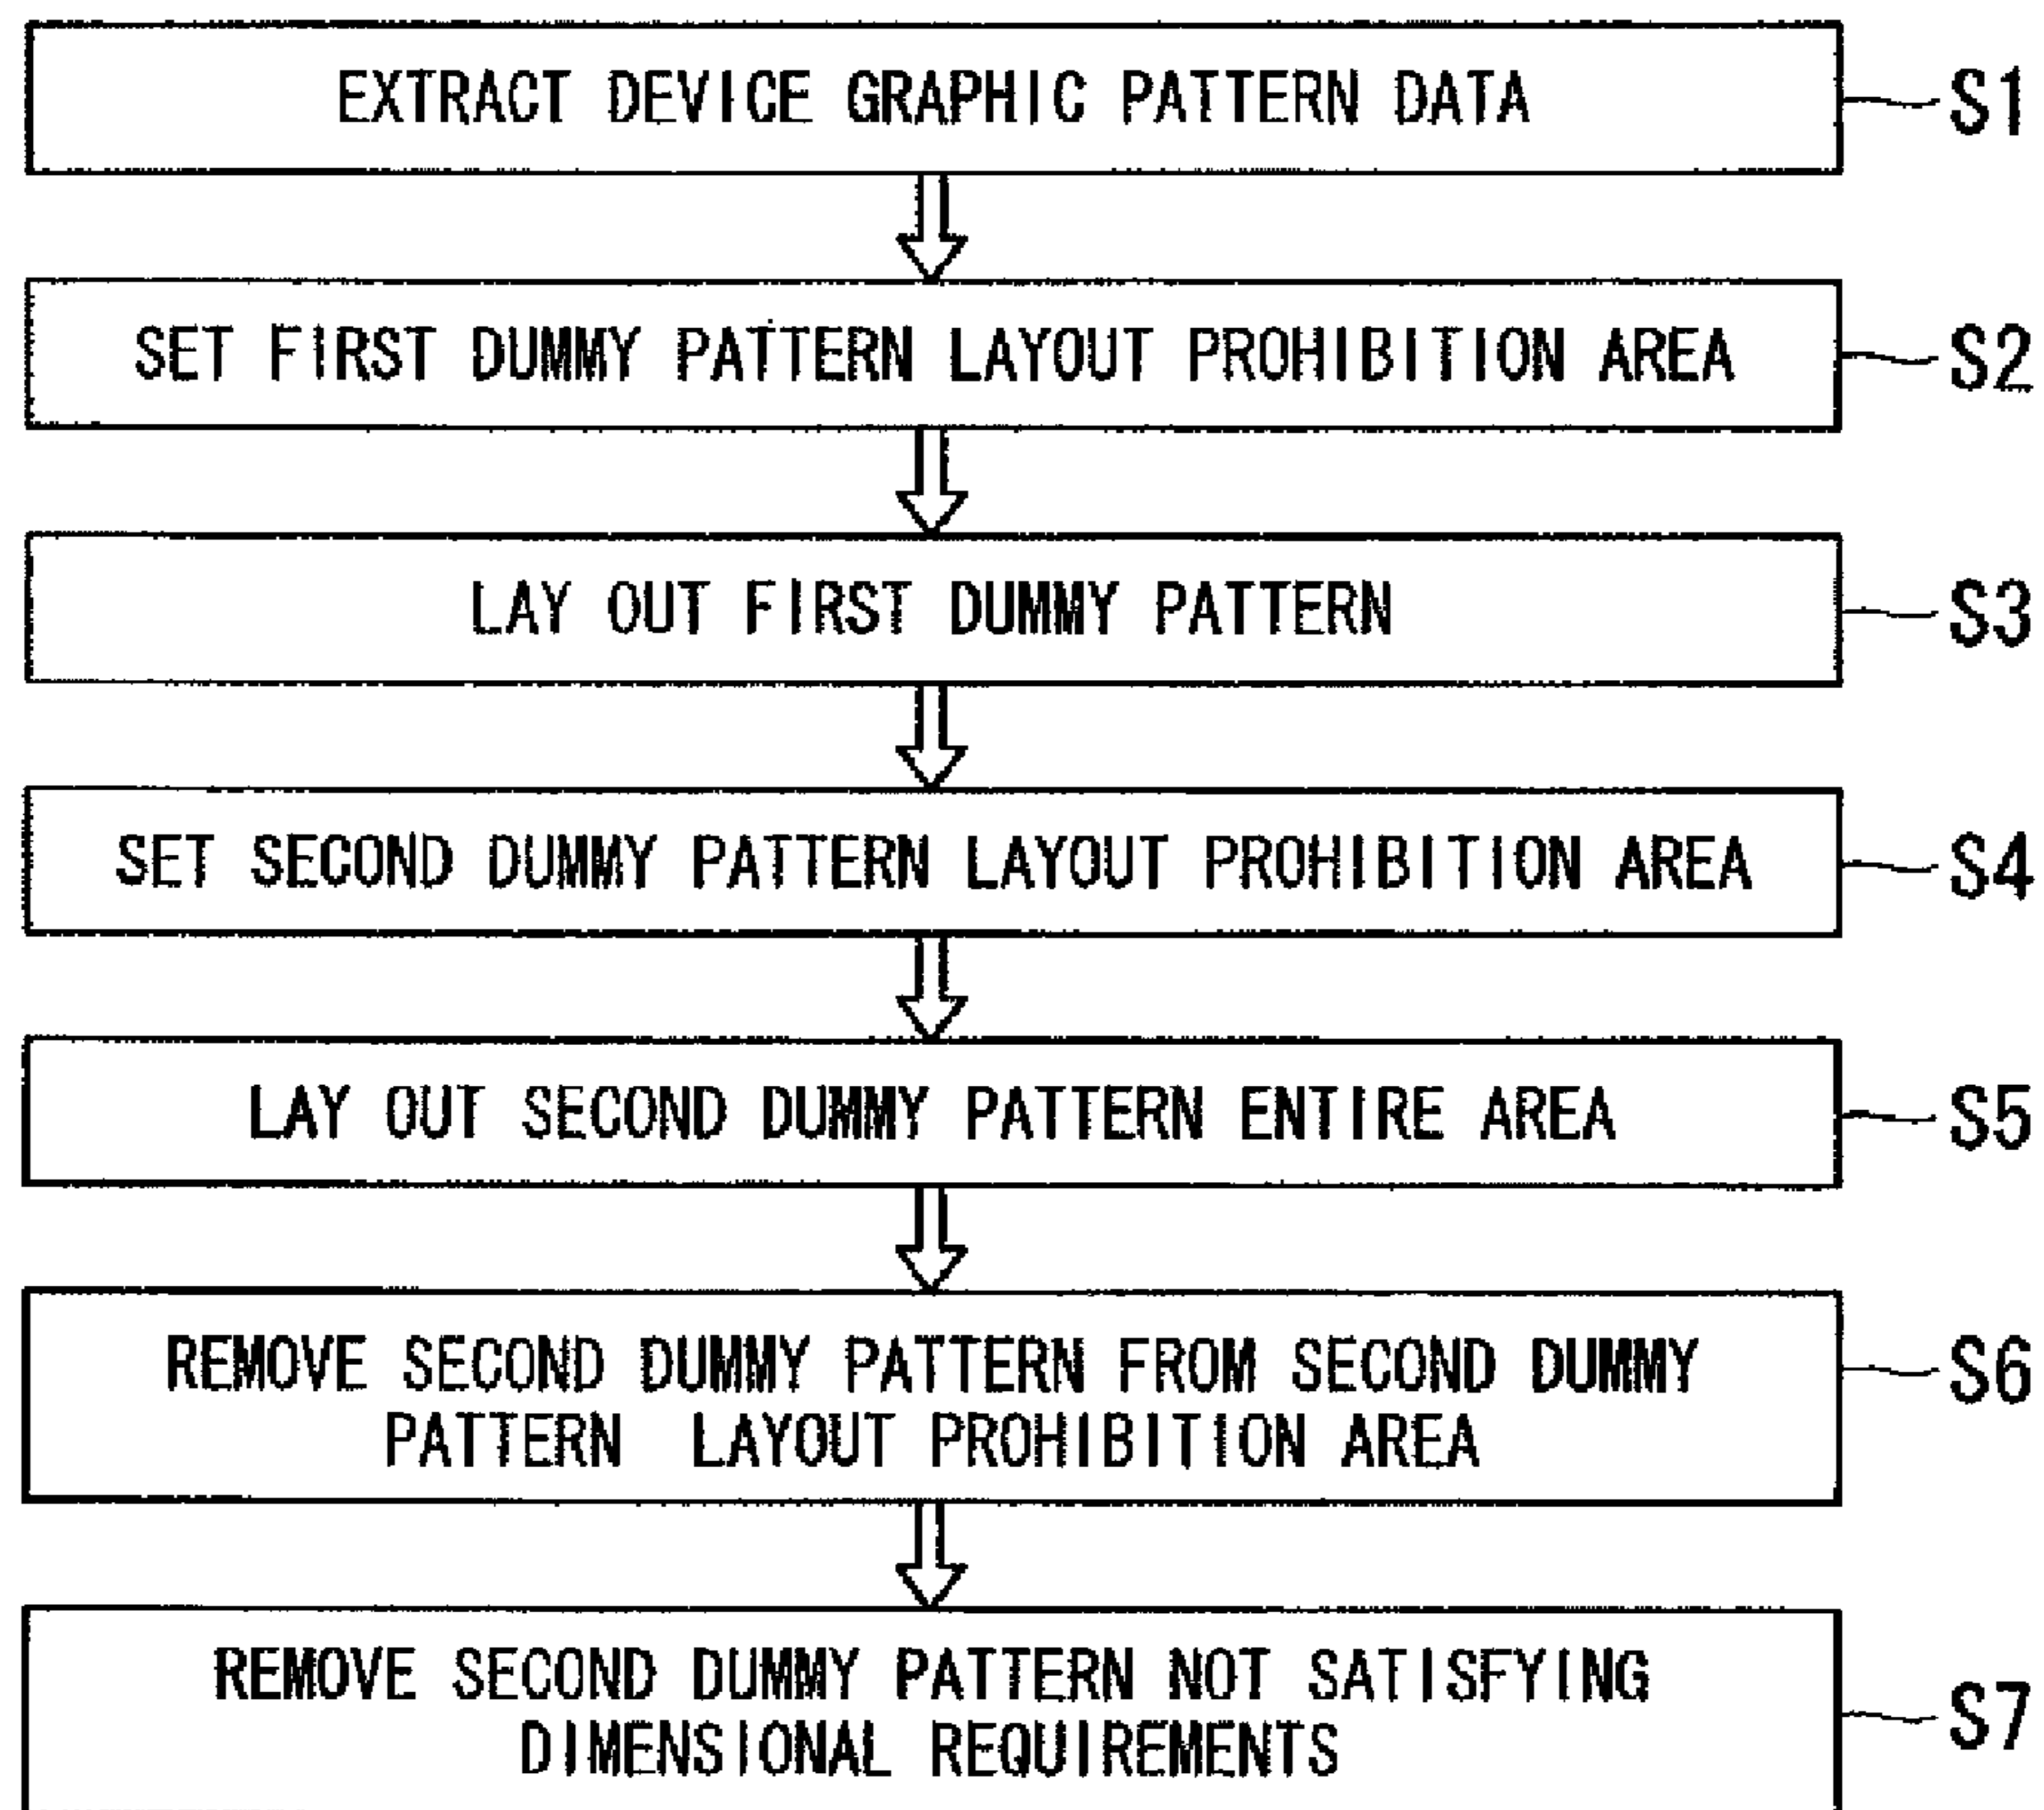 EXTRACT DEVICE GRAPHIC PATTERN DATA S1
SET FIRST DUMMY PATTERN LAYOUT PROHIBITION AREA S2
LAY OUT FIRST DUMMY PATTERN S3
SET SECOND DUMMY PATTERN LAYOUT PROHIBITION AREA S4
LAY OUT SECOND DUMMY PATTERN ENTIRE AREA S5
REMOVE SECOND DUMMY PATTERN FROM SECOND DUMMY S6
PATTERN LAYOUT PROHIBITION AREA
REMOVE SECOND DUMMY PATTERN NOT SATISFYING S7
DIMENSIONAL REQUIREMENTS